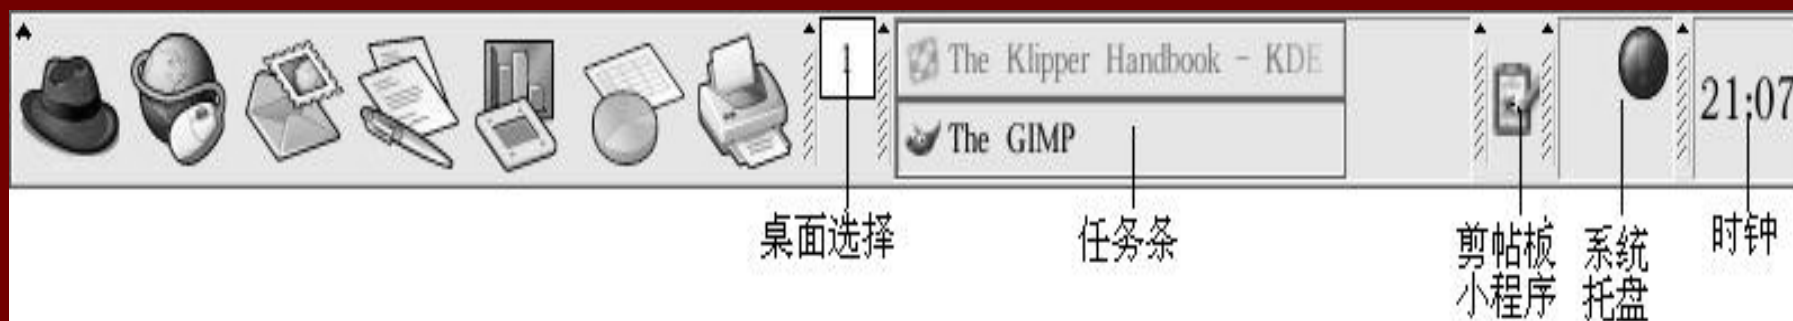 1
The Klipper Handbook - KDE
The GIMP
21:07
桌面选择
任务条
剪帖板
小程序
系统
托盘
时钟